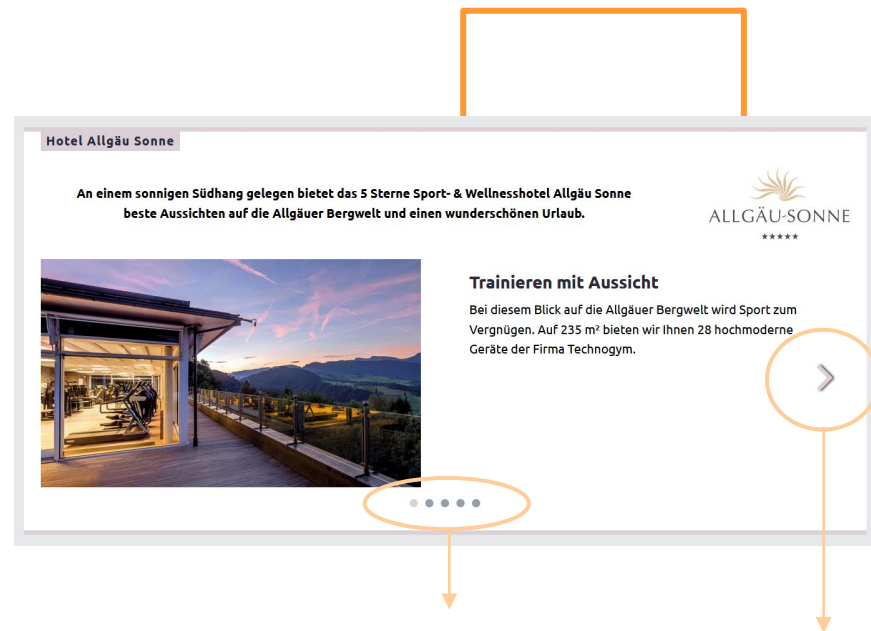 Hotel Allgäu Sonne
An einem sonnigen Südhang gelegen bietet das 5 Sterne Sport- & Wellnesshotel Allgäu Sonne
beste Aussichten auf die Allgäuer Bergwelt und einen wunderschönen Urlaub.
ALLGÄU-SONNE
★★★★★
Trainieren mit Aussicht
Bei diesem Blick auf die Allgäuer Bergwelt wird Sport zum
Vergnügen. Auf 235 m² bieten wir Ihnen 28 hochmoderne
Geräte der Firma Technogym.